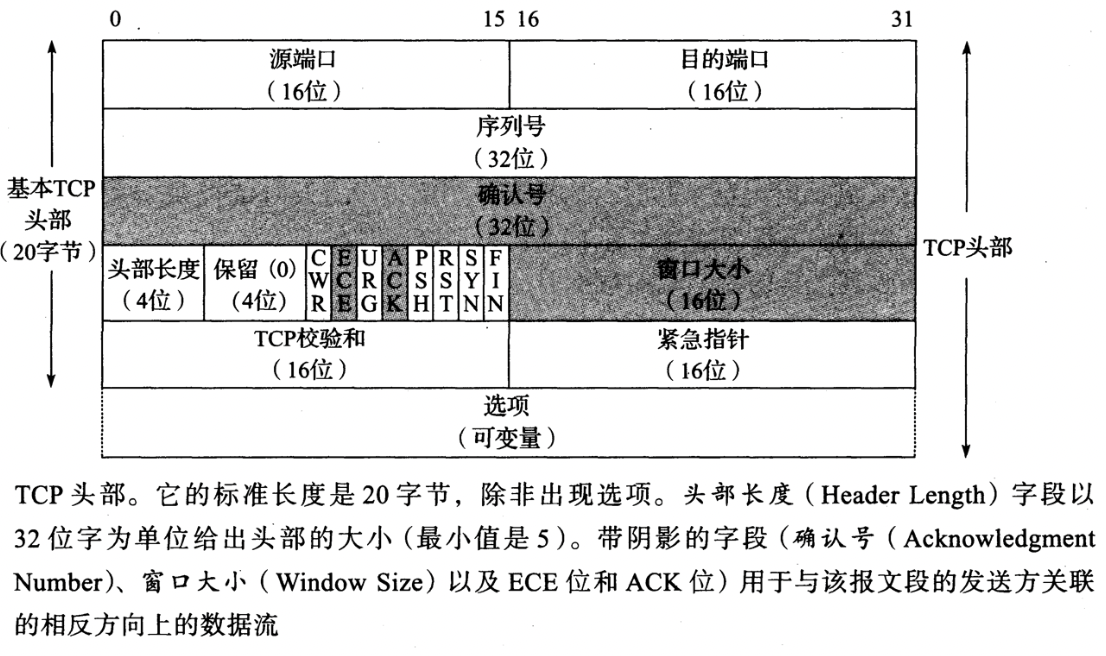 0 15 16 31
源端口 目的端口
（16位） （16位）
序列号
（32位）
基本TCP
头部
（20字节）
确认号
（32位）
TCP头部
头部长度 保留（0） CWR ECE URG ACK PSH RST SYN FIN 窗口大小
（4位） （4位） （16位）
TCP校验和 紧急指针
（16位） （16位）
选项
（可变量）
TCP 头部。它的标准长度是 20 字节，除非出现选项。头部长度（Header Length）字段以
32 位字为单位给出头部的大小（最小值是 5）。带阴影的字段（确认号（Acknowledgment
Number）、窗口大小（Window Size）以及 ECE 位和 ACK 位）用于与该报文段的发送方关联
的相反方向上的数据流